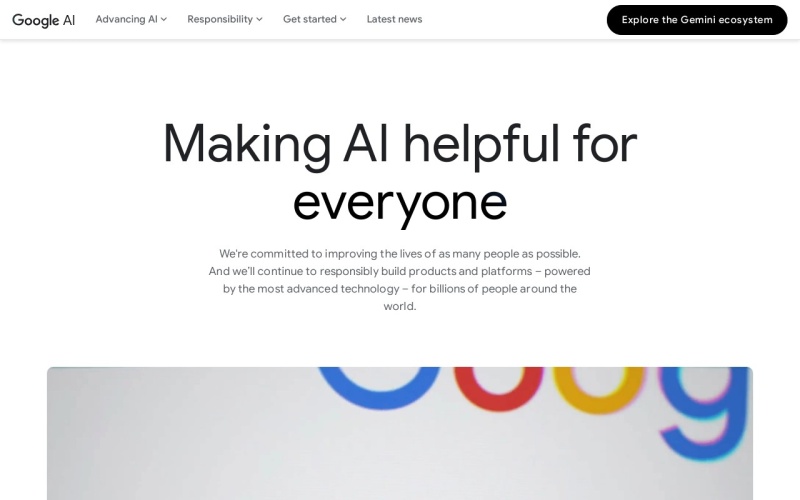 Google AI
Advancing AI
Responsibility
Get started
Latest news
Explore the Gemini ecosystem
Making AI helpful for
everyone
We're committed to improving the lives of as many people as possible.
And we'll continue to responsibly build products and platforms – powered
by the most advanced technology – for billions of people around the
world.
Goog